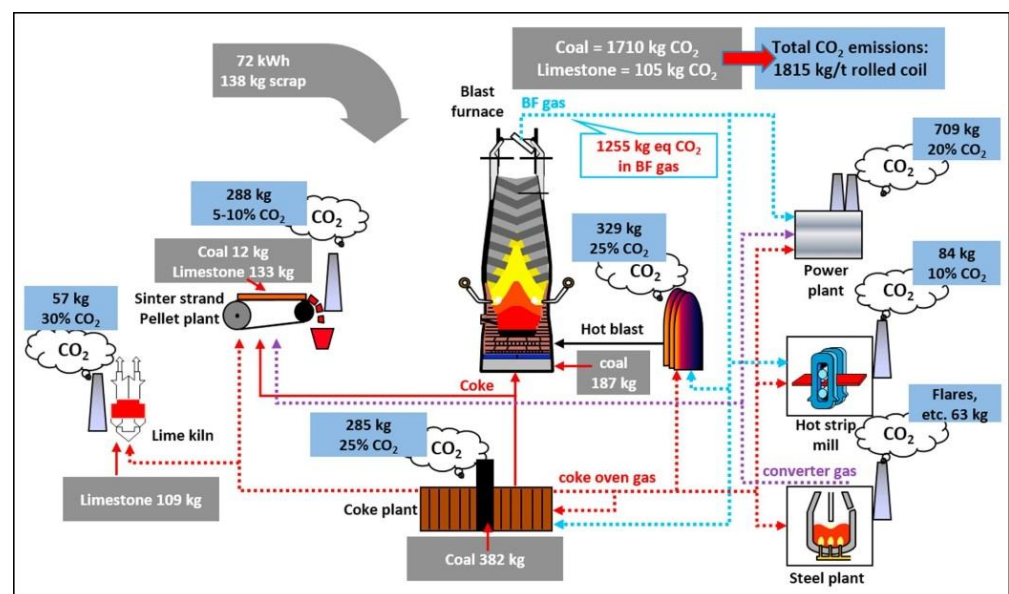 72 kWh
138 kg scrap
Coal = 1710 kg CO₂
Limestone = 105 kg CO₂
Total CO₂ emissions:
1815 kg/t rolled coil
Blast
furnace
BF gas
1255 kg eq CO₂
in BF gas
709 kg
20% CO₂
CO₂
288 kg
5-10% CO₂
CO₂
329 kg
25% CO₂
CO₂
Coal 12 kg
Limestone 133 kg
Sinter strand
Pellet plant
Power
plant
84 kg
10% CO₂
CO₂
57 kg
30% CO₂
CO₂
Hot blast
coal
187 kg
Coke
Lime kiln
Hot strip
mill
Flares,
etc. 63 kg
CO₂
285 kg
25% CO₂
CO₂
Limestone 109 kg
coke oven gas
converter gas
Coke plant
Coal 382 kg
Steel plant